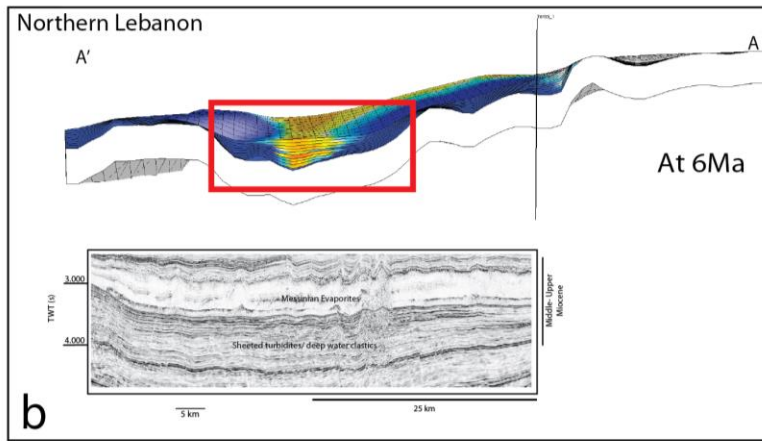 Northern Lebanon
A'
A
At 6Ma
3.000
TWT (s)
4.000
Messinian Evaporites
Sheeted turbidites/ deep water clastics
Middle- Upper
Miocene
5 km
25 km
b